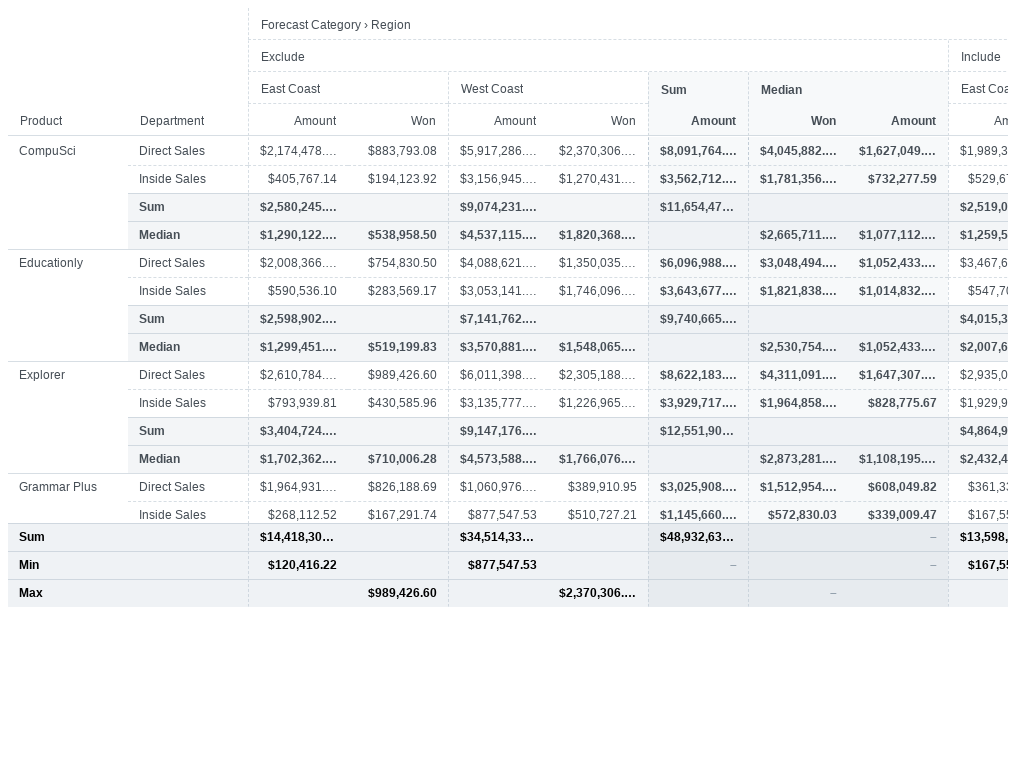 Forecast Category › Region
Exclude Include
East Coast West Coast Sum Median East Coa
Product Department Amount Won Amount Won Amount Won Amount Am
CompuSci Direct Sales $2,174,478.... $883,793.08 $5,917,286.... $2,370,306.... $8,091,764.... $4,045,882.... $1,627,049.... $1,989,3
Inside Sales $405,767.14 $194,123.92 $3,156,945.... $1,270,431.... $3,562,712.... $1,781,356.... $732,277.59 $529,67
Sum $2,580,245.... $9,074,231.... $11,654,47... $2,519,0
Median $1,290,122.... $538,958.50 $4,537,115.... $1,820,368.... $2,665,711.... $1,077,112.... $1,259,5
Educationly Direct Sales $2,008,366.... $754,830.50 $4,088,621.... $1,350,035.... $6,096,988.... $3,048,494.... $1,052,433.... $3,467,6
Inside Sales $590,536.10 $283,569.17 $3,053,141.... $1,746,096.... $3,643,677.... $1,821,838.... $1,014,832.... $547,70
Sum $2,598,902.... $7,141,762.... $9,740,665.... $4,015,3
Median $1,299,451.... $519,199.83 $3,570,881.... $1,548,065.... $2,530,754.... $1,052,433.... $2,007,6
Explorer Direct Sales $2,610,784.... $989,426.60 $6,011,398.... $2,305,188.... $8,622,183.... $4,311,091.... $1,647,307.... $2,935,0
Inside Sales $793,939.81 $430,585.96 $3,135,777.... $1,226,965.... $3,929,717.... $1,964,858.... $828,775.67 $1,929,9
Sum $3,404,724.... $9,147,176.... $12,551,90... $4,864,9
Median $1,702,362.... $710,006.28 $4,573,588.... $1,766,076.... $2,873,281.... $1,108,195.... $2,432,4
Grammar Plus Direct Sales $1,964,931.... $826,188.69 $1,060,976.... $389,910.95 $3,025,908.... $1,512,954.... $608,049.82 $361,33
Inside Sales $268,112.52 $167,291.74 $877,547.53 $510,727.21 $1,145,660.... $572,830.03 $339,009.47 $167,55
Sum $14,418,30... $34,514,33... $48,932,63... – $13,598,
Min $120,416.22 $877,547.53 – – $167,55
Max $989,426.60 $2,370,306.... –